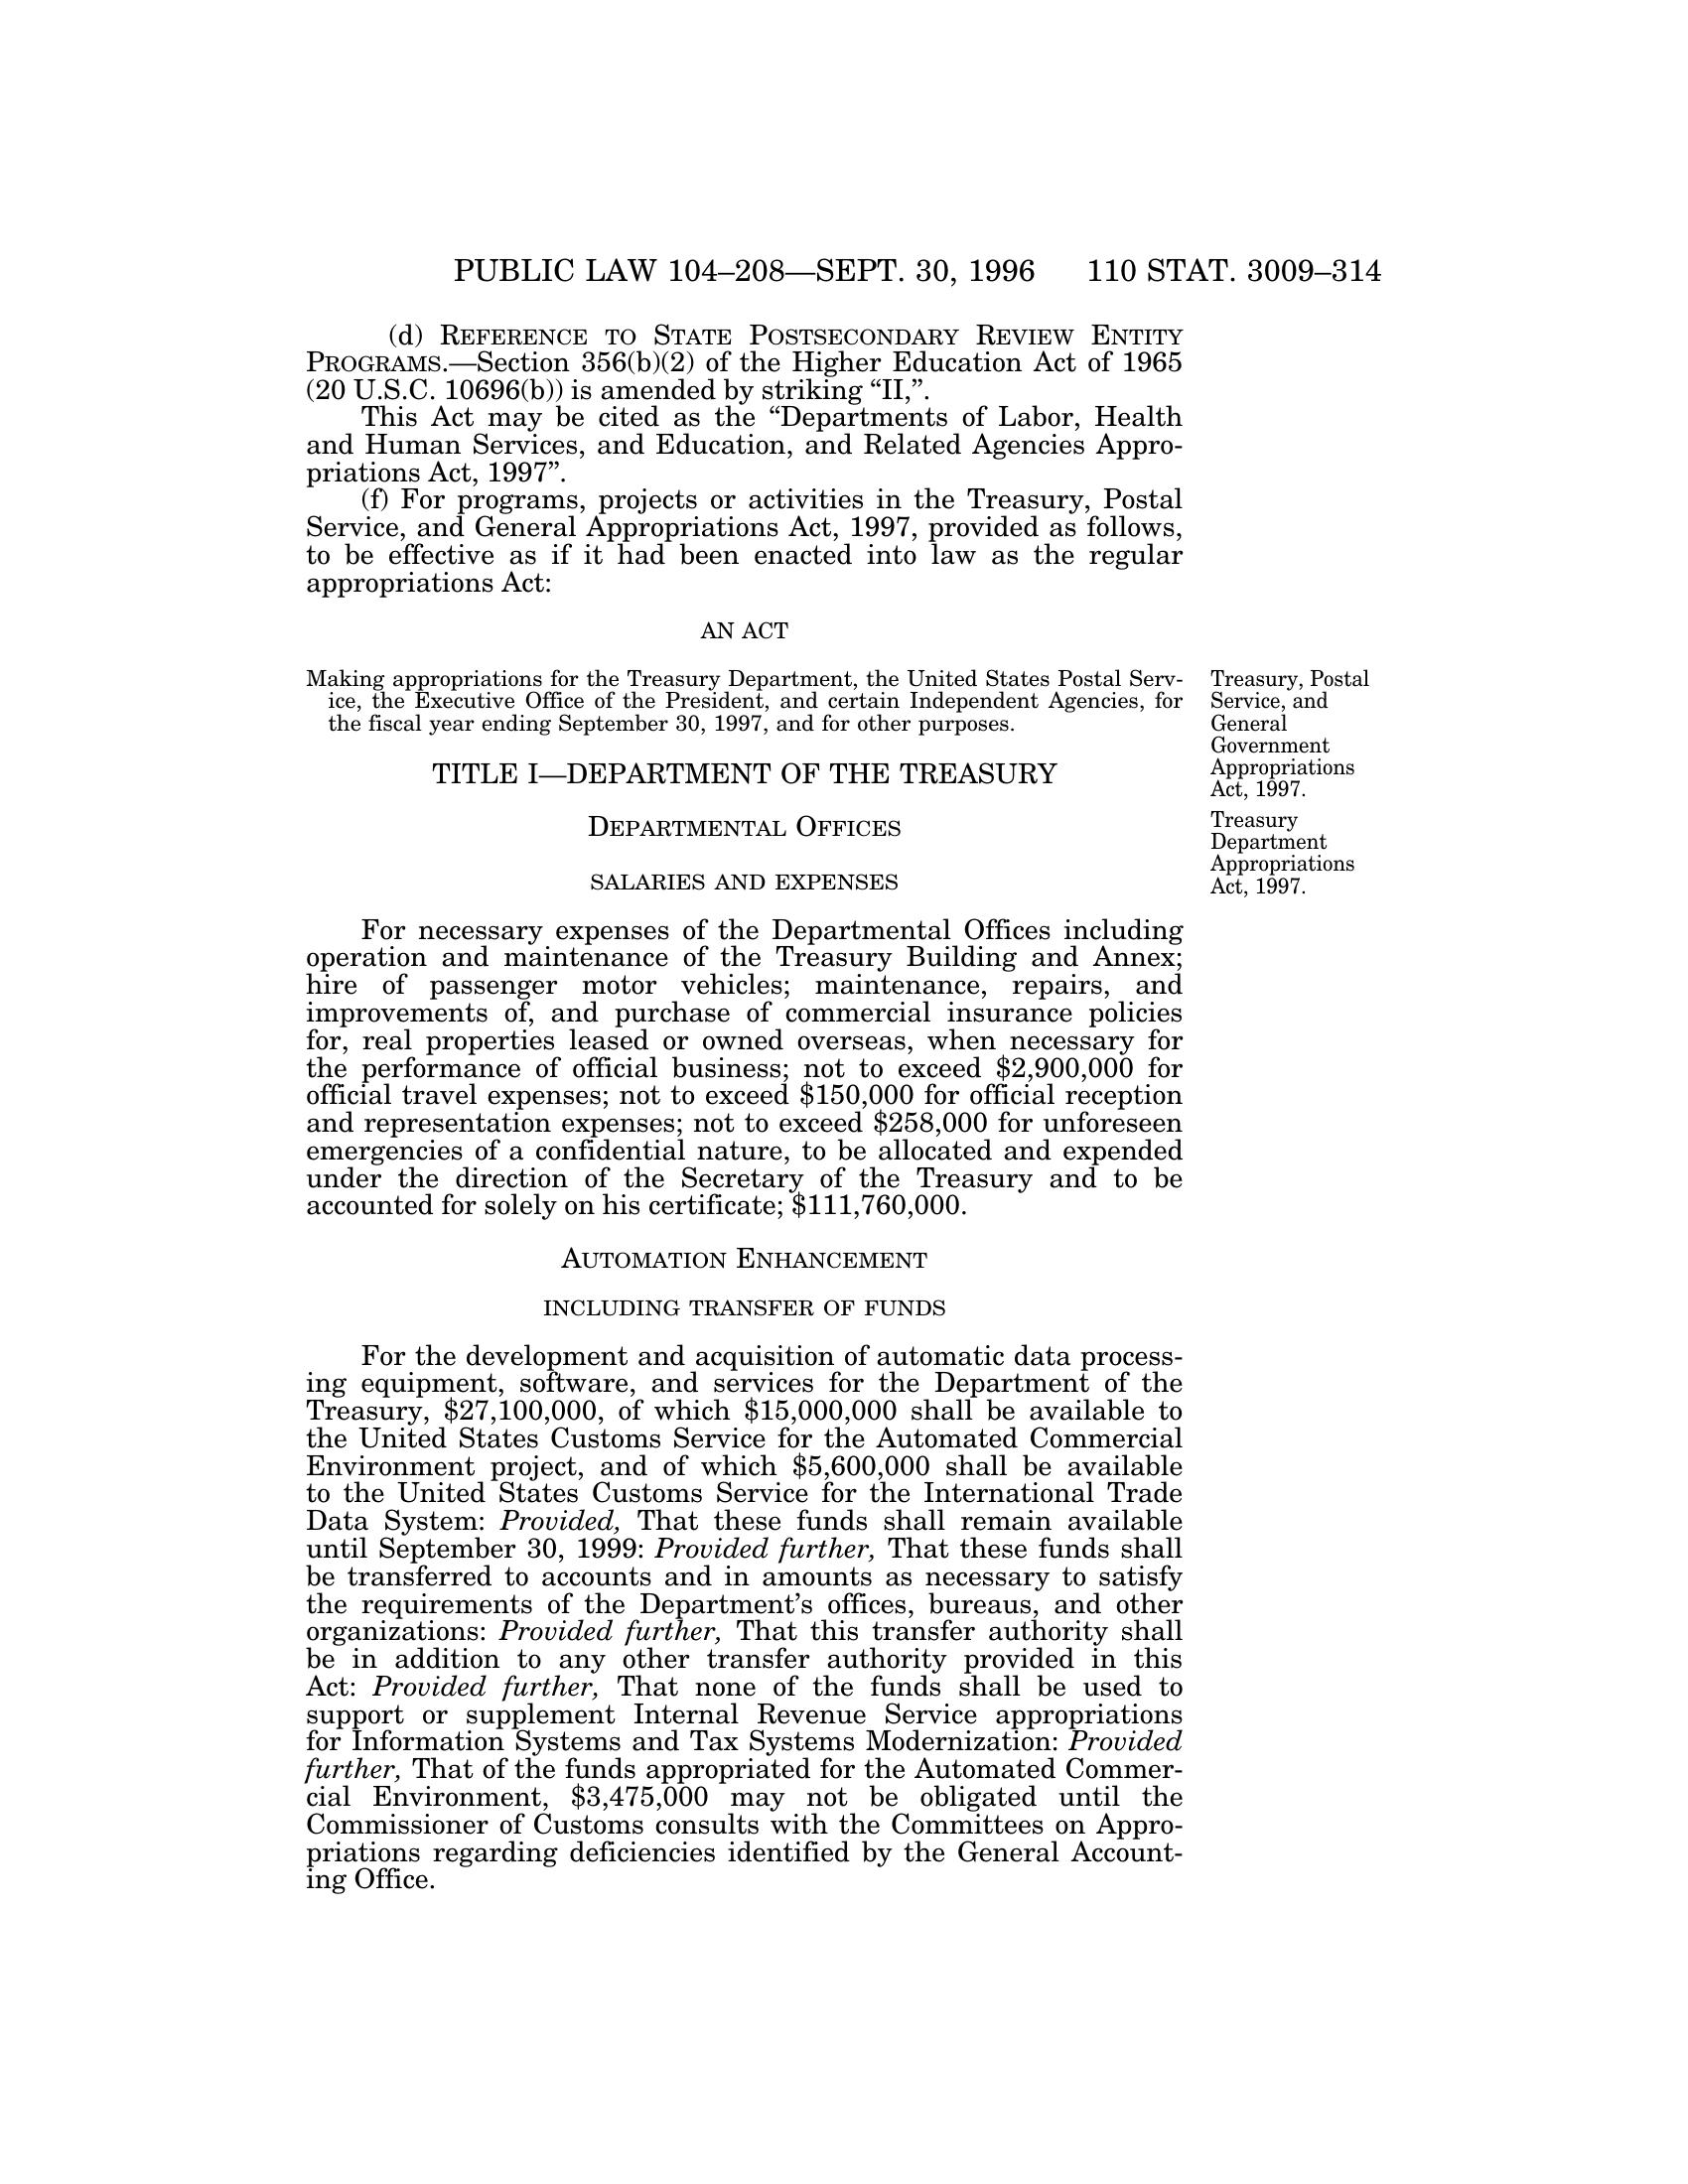 PUBLIC LAW 104–208—SEPT. 30, 1996 110 STAT. 3009–314
(d) REFERENCE TO STATE POSTSECONDARY REVIEW ENTITY
PROGRAMS.—Section 356(b)(2) of the Higher Education Act of 1965
(20 U.S.C. 10696(b)) is amended by striking “II,”.
This Act may be cited as the “Departments of Labor, Health
and Human Services, and Education, and Related Agencies Appro-
priations Act, 1997”.
(f) For programs, projects or activities in the Treasury, Postal
Service, and General Appropriations Act, 1997, provided as follows,
to be effective as if it had been enacted into law as the regular
appropriations Act:
AN ACT
Making appropriations for the Treasury Department, the United States Postal Serv-
ice, the Executive Office of the President, and certain Independent Agencies, for
the fiscal year ending September 30, 1997, and for other purposes.
Treasury, Postal
Service, and
General
Government
Appropriations
Act, 1997.
TITLE I—DEPARTMENT OF THE TREASURY
Treasury
Department
Appropriations
Act, 1997.
DEPARTMENTAL OFFICES
SALARIES AND EXPENSES
For necessary expenses of the Departmental Offices including
operation and maintenance of the Treasury Building and Annex;
hire of passenger motor vehicles; maintenance, repairs, and
improvements of, and purchase of commercial insurance policies
for, real properties leased or owned overseas, when necessary for
the performance of official business; not to exceed $2,900,000 for
official travel expenses; not to exceed $150,000 for official reception
and representation expenses; not to exceed $258,000 for unforeseen
emergencies of a confidential nature, to be allocated and expended
under the direction of the Secretary of the Treasury and to be
accounted for solely on his certificate; $111,760,000.
AUTOMATION ENHANCEMENT
INCLUDING TRANSFER OF FUNDS
For the development and acquisition of automatic data process-
ing equipment, software, and services for the Department of the
Treasury, $27,100,000, of which $15,000,000 shall be available to
the United States Customs Service for the Automated Commercial
Environment project, and of which $5,600,000 shall be available
to the United States Customs Service for the International Trade
Data System: Provided, That these funds shall remain available
until September 30, 1999: Provided further, That these funds shall
be transferred to accounts and in amounts as necessary to satisfy
the requirements of the Department’s offices, bureaus, and other
organizations: Provided further, That this transfer authority shall
be in addition to any other transfer authority provided in this
Act: Provided further, That none of the funds shall be used to
support or supplement Internal Revenue Service appropriations
for Information Systems and Tax Systems Modernization: Provided
further, That of the funds appropriated for the Automated Commer-
cial Environment, $3,475,000 may not be obligated until the
Commissioner of Customs consults with the Committees on Appro-
priations regarding deficiencies identified by the General Account-
ing Office.